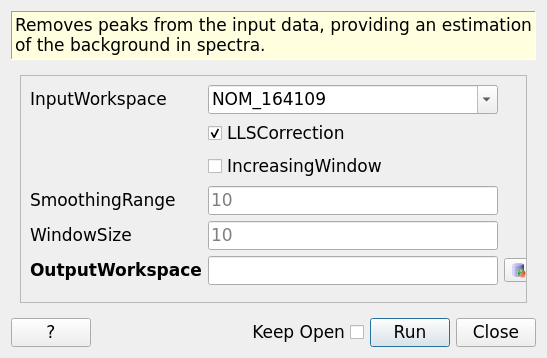 Removes peaks from the input data, providing an estimation
of the background in spectra.
InputWorkspace NOM_164109
LLSCorrection
IncreasingWindow
SmoothingRange 10
WindowSize 10
OutputWorkspace
? Keep Open Run Close